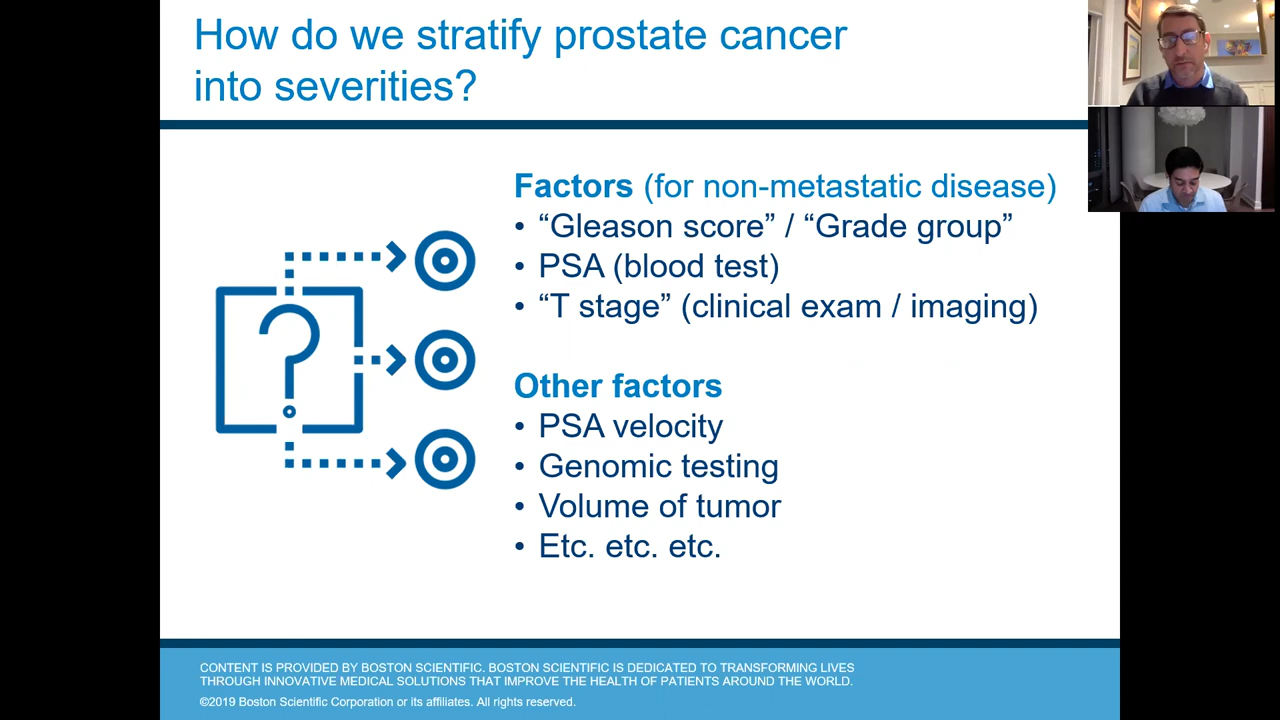 How do we stratify prostate cancer
into severities?
Factors (for non-metastatic disease)
• “Gleason score” / “Grade group”
• PSA (blood test)
• “T stage” (clinical exam / imaging)
Other factors
• PSA velocity
• Genomic testing
• Volume of tumor
• Etc. etc. etc.
?
CONTENT IS PROVIDED BY BOSTON SCIENTIFIC. BOSTON SCIENTIFIC IS DEDICATED TO TRANSFORMING LIVES
THROUGH INNOVATIVE MEDICAL SOLUTIONS THAT IMPROVE THE HEALTH OF PATIENTS AROUND THE WORLD.
©2019 Boston Scientific Corporation or its affiliates. All rights reserved.